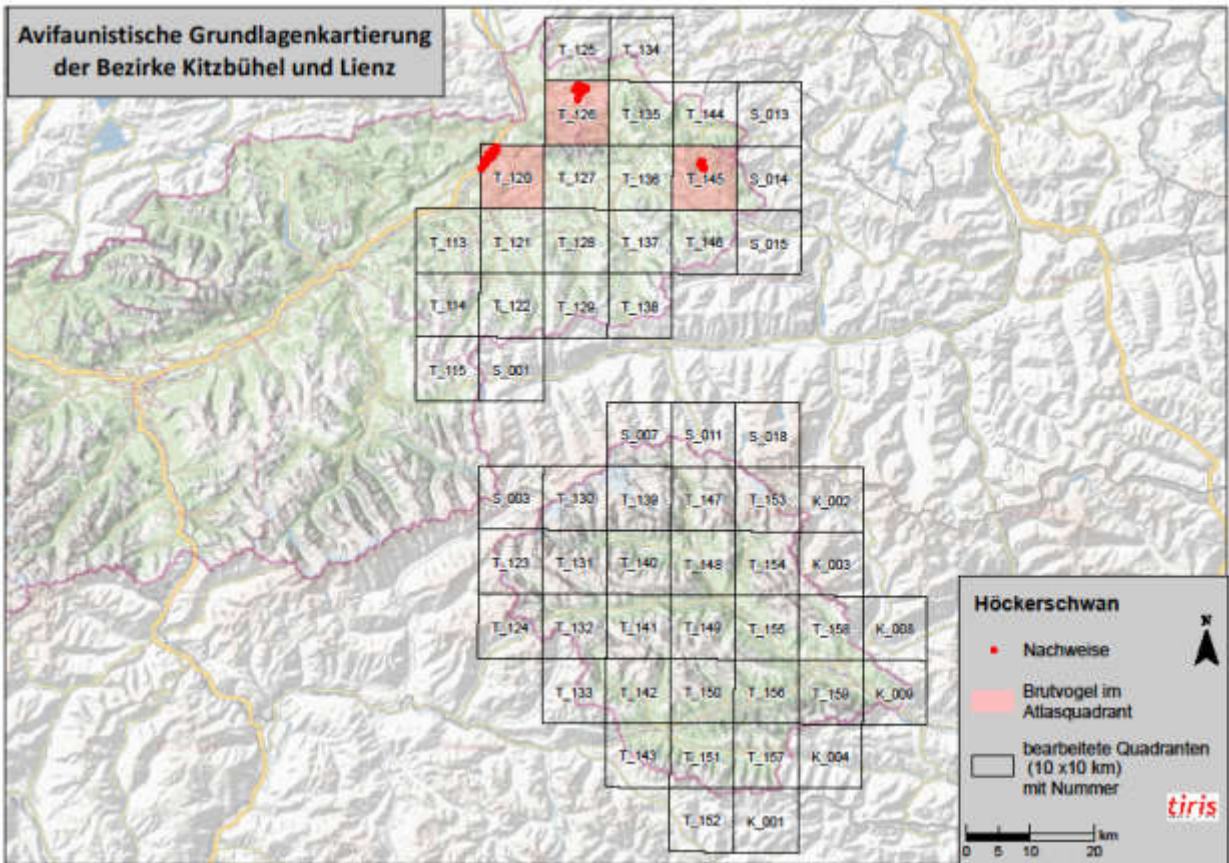 Avifaunistische Grundlagenkartierung
der Bezirke Kitzbühel und Lienz
T_125 T_134
T_126 T_135 T_144 S_013
T_120 T_127 T_136 T_145 S_014
T_113 T_121 T_128 T_137 T_146 S_015
T_114 T_122 T_129 T_138
T_115 S_001
S_007 S_011 S_018
S_003 T_130 T_139 T_147 T_153 K_002
T_123 T_131 T_140 T_148 T_154 K_003
T_124 T_132 T_141 T_149 T_155 T_158 K_008
T_133 T_142 T_150 T_156 T_159 K_009
T_143 T_151 T_157 K_004
T_152 K_001
Höckerschwan
N
Nachweise
Brutvogel im
Atlasquadrant
bearbeitete Quadranten
(10 x10 km)
mit Nummer
tiris
km
0 5 10 20